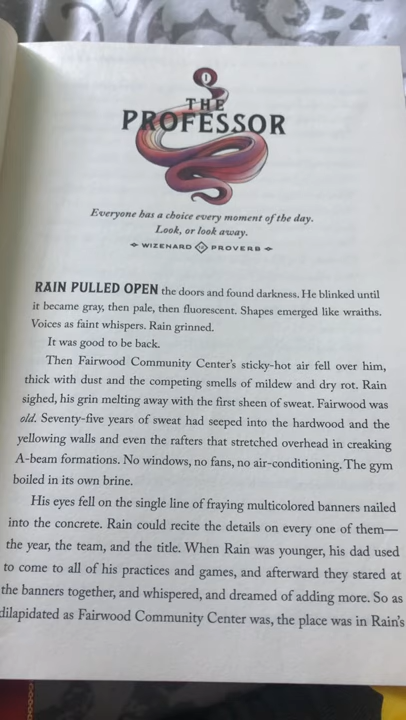 1
THE
PROFESSOR
Everyone has a choice every moment of the day.
Look, or look away.
WIZENARD PROVERB
RAIN PULLED OPEN the doors and found darkness. He blinked until
it became gray, then pale, then fluorescent. Shapes emerged like wraiths.
Voices as faint whispers. Rain grinned.
It was good to be back.
Then Fairwood Community Center's sticky-hot air fell over him,
thick with dust and the competing smells of mildew and dry rot. Rain
sighed, his grin melting away with the first sheen of sweat. Fairwood was
old. Seventy-five years of sweat had seeped into the hardwood and the
yellowing walls and even the rafters that stretched overhead in creaking
A-beam formations. No windows, no fans, no air-conditioning. The gym
boiled in its own brine.
His eyes fell on the single line of fraying multicolored banners nailed
into the concrete. Rain could recite the details on every one of them—
the year, the team, and the title. When Rain was younger, his dad used
to come to all of his practices and games, and afterward they stared at
the banners together, and whispered, and dreamed of adding more. So as
dilapidated as Fairwood Community Center was, the place was in Rain's